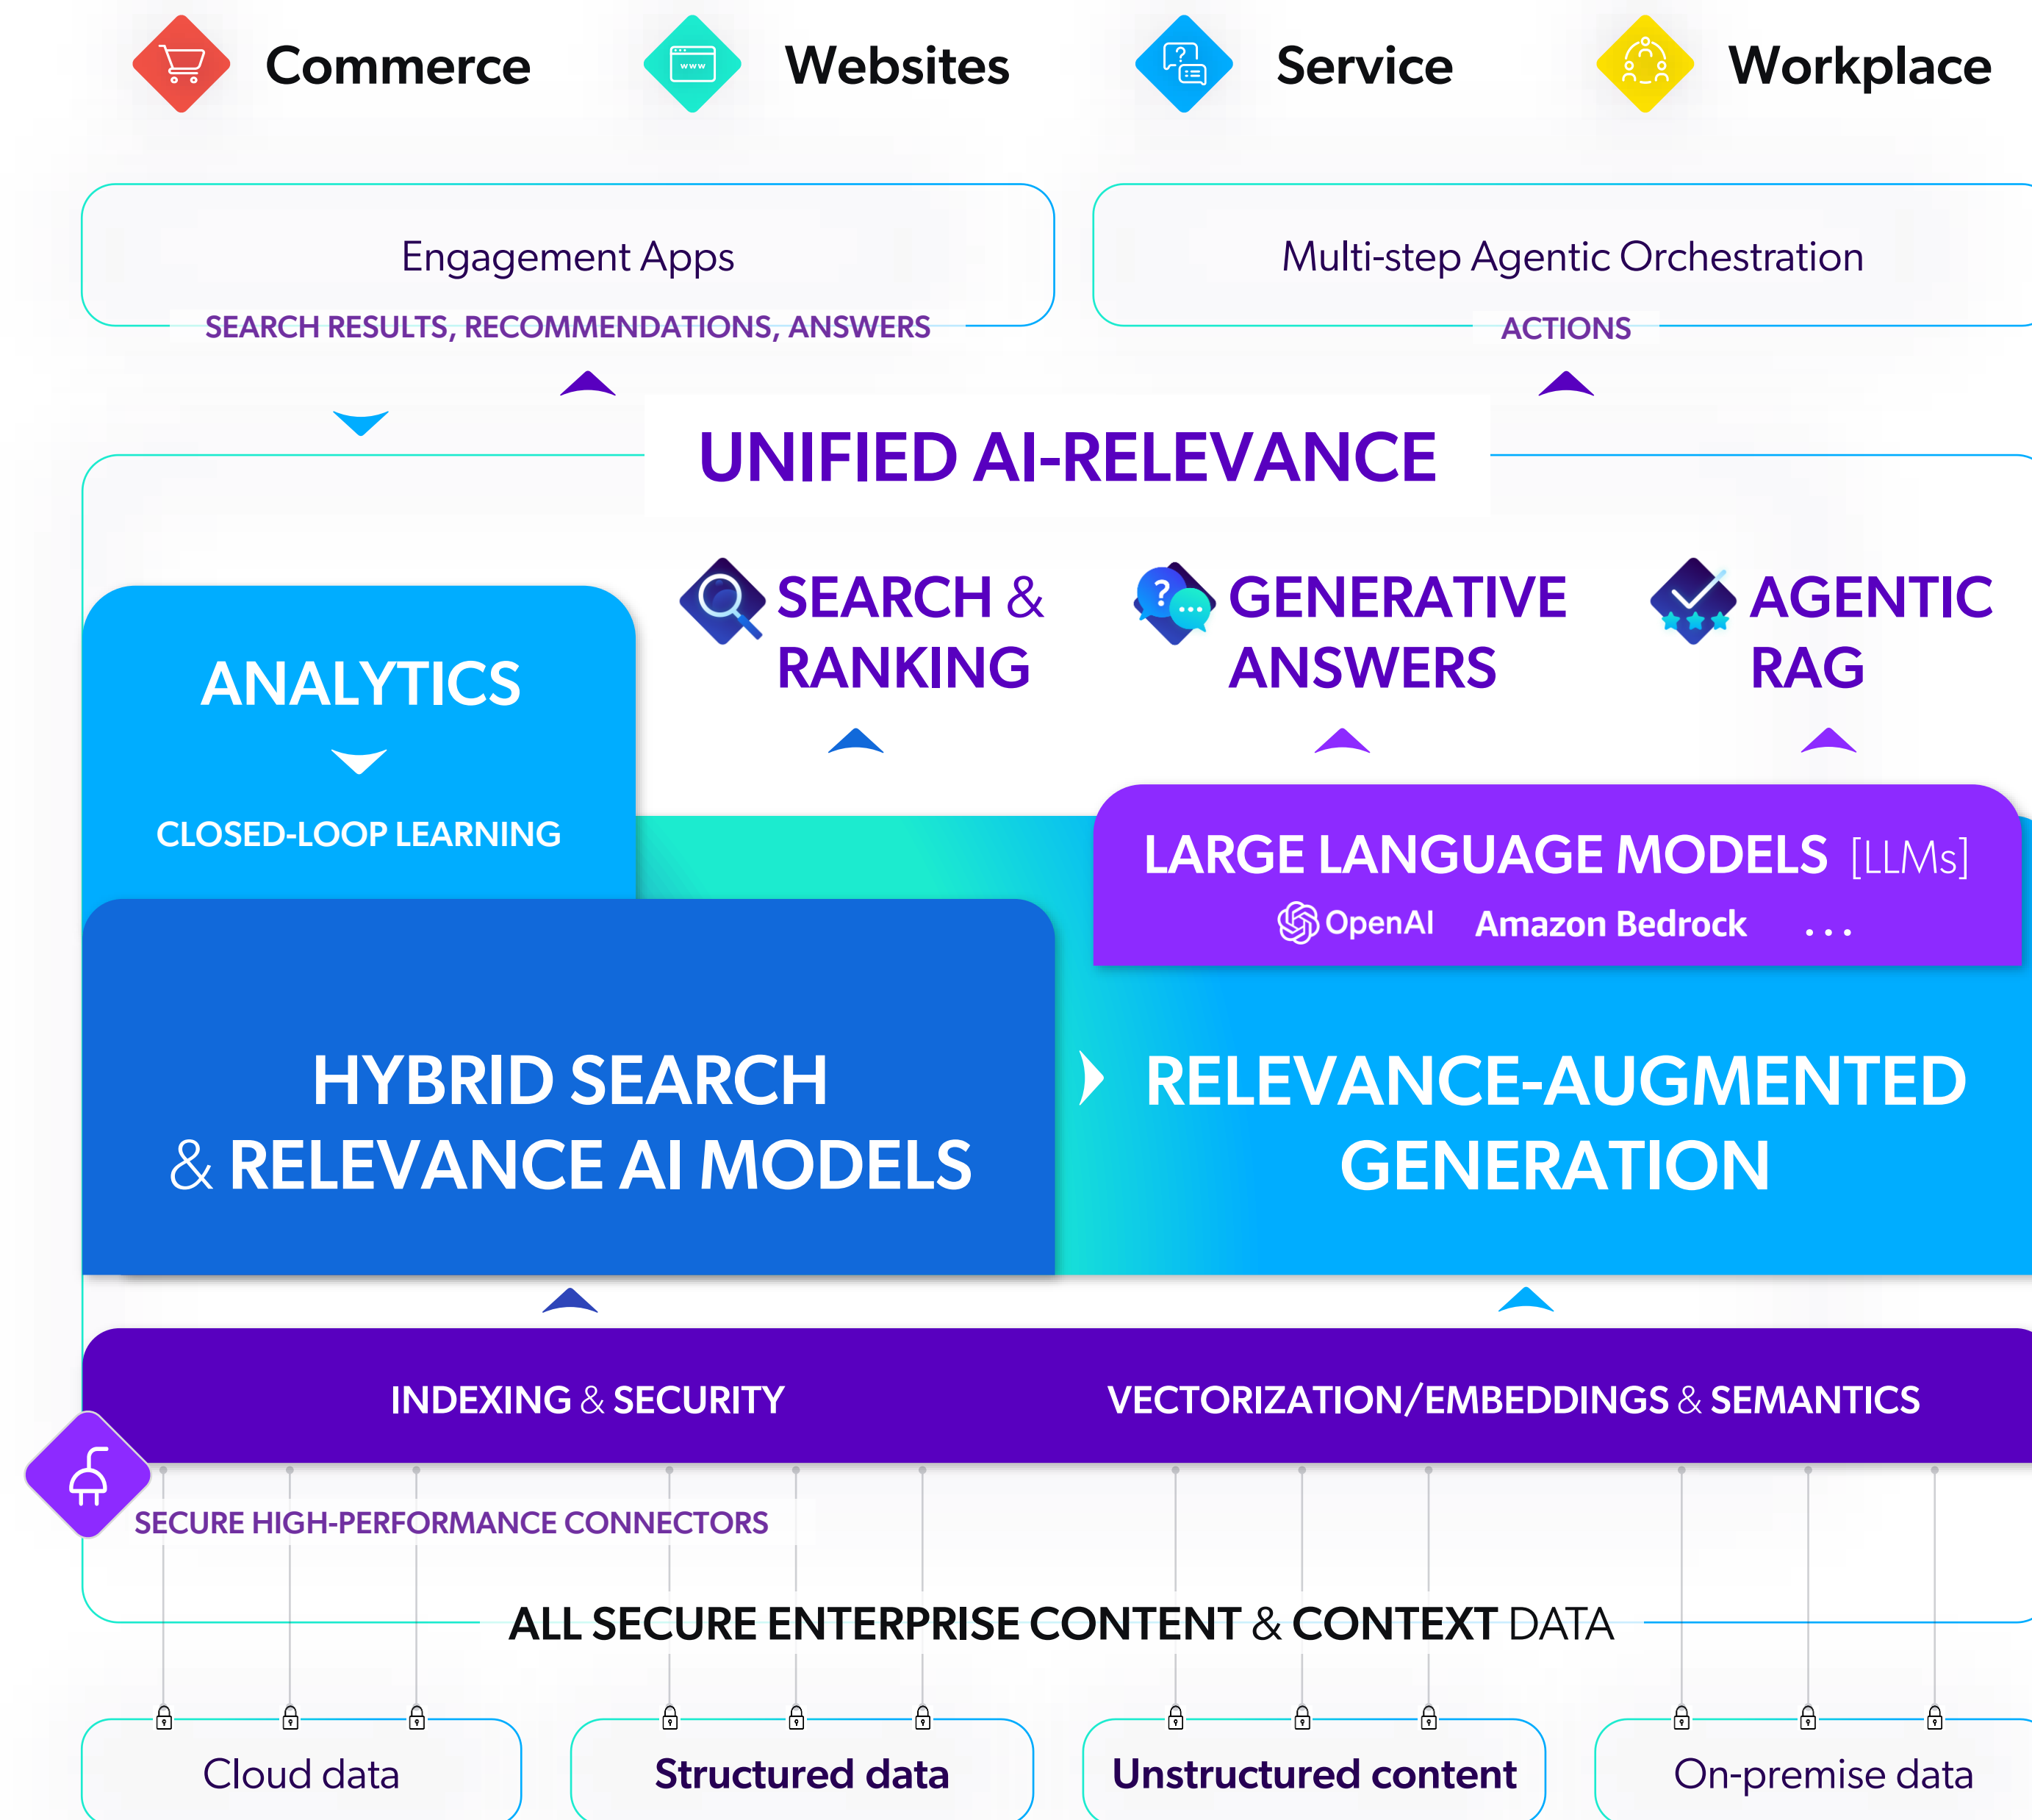 Commerce
Websites
Service
Workplace
www
?
Engagement Apps
Multi-step Agentic Orchestration
SEARCH RESULTS, RECOMMENDATIONS, ANSWERS
ACTIONS
UNIFIED AI-RELEVANCE
SEARCH &
RANKING
?
GENERATIVE
ANSWERS
AGENTIC
RAG
ANALYTICS
CLOSED-LOOP LEARNING
LARGE LANGUAGE MODELS [LLMs]
OpenAI
Amazon Bedrock
...
HYBRID SEARCH
& RELEVANCE AI MODELS
RELEVANCE-AUGMENTED
GENERATION
INDEXING & SECURITY
VECTORIZATION/EMBEDDINGS & SEMANTICS
SECURE HIGH-PERFORMANCE CONNECTORS
ALL SECURE ENTERPRISE CONTENT & CONTEXT DATA
Cloud data
Structured data
Unstructured content
On-premise data